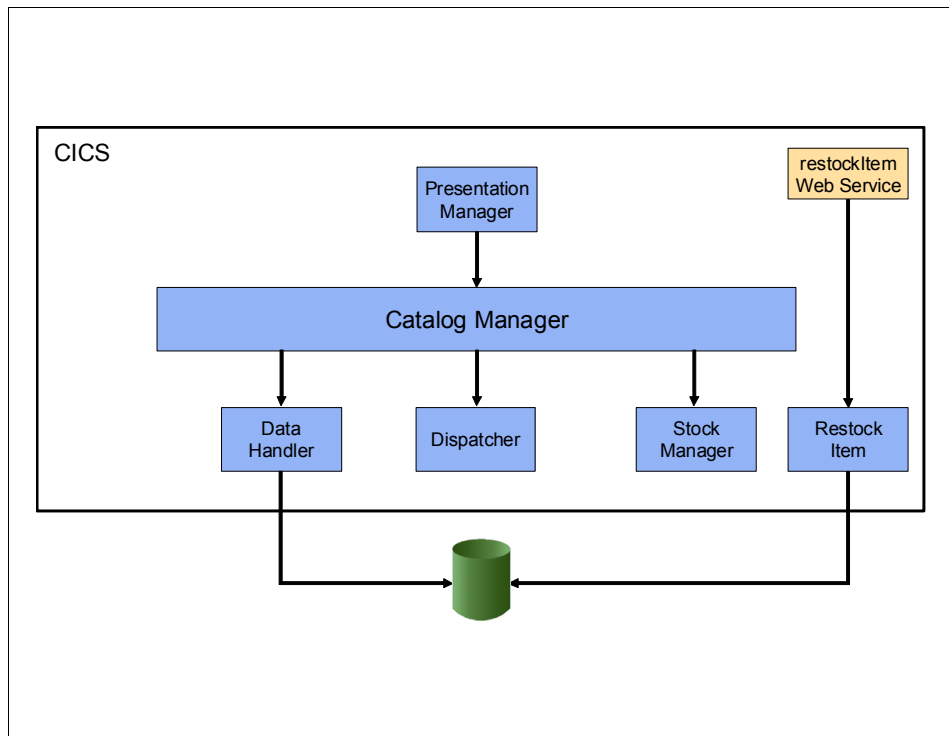 CICS
restockItem
Web Service
Presentation
Manager
Catalog Manager
Data
Handler
Dispatcher
Stock
Manager
Restock
Item